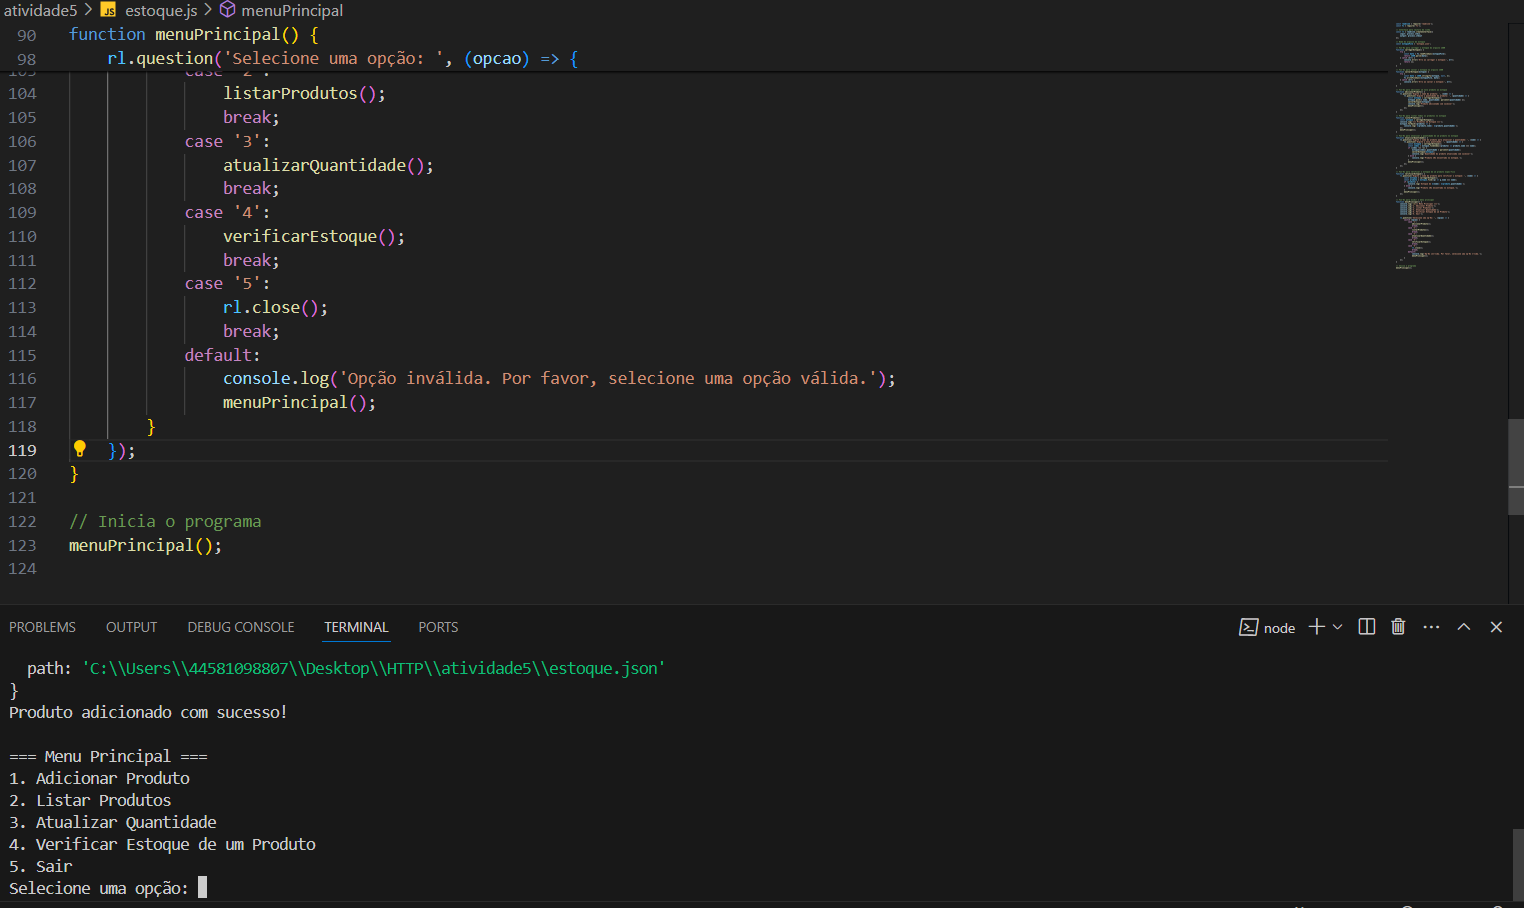 atividade5 > JS estoque.js > menuPrincipal
90 function menuPrincipal() {
98 rl.question('Selecione uma opção: ', (opcao) => {
104 listarProdutos();
105 break;
106 case '3':
107 atualizarQuantidade();
108 break;
109 case '4':
110 verificarEstoque();
111 break;
112 case '5':
113 rl.close();
114 break;
115 default:
116 console.log('Opção inválida. Por favor, selecione uma opção válida.');
117 menuPrincipal();
118 }
119 });
120 }
121
122 // Inicia o programa
123 menuPrincipal();
124
PROBLEMS OUTPUT DEBUG CONSOLE TERMINAL PORTS node
path: 'C:\\Users\\44581098807\\Desktop\\HTTP\\atividade5\\estoque.json'
}
Produto adicionado com sucesso!
=== Menu Principal ===
1. Adicionar Produto
2. Listar Produtos
3. Atualizar Quantidade
4. Verificar Estoque de um Produto
5. Sair
Selecione uma opção: